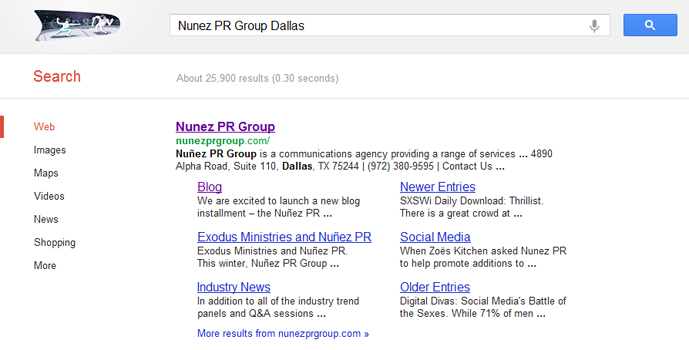 Nunez PR Group Dallas
Search
About 25,900 results (0.30 seconds)
Web
Images
Maps
Videos
News
Shopping
More
Nunez PR Group
nunezprgroup.com/
Nuñez PR Group is a communications agency providing a range of services ... 4890
Alpha Road, Suite 110, Dallas, TX 75244 | (972) 380-9595 | Contact Us ...
Blog
We are excited to launch a new blog
installment – the Nuñez PR ...
Newer Entries
SXSWi Daily Download: Thrillist.
There is a great crowd at ...
Exodus Ministries and Nuñez PR
Exodus Ministries and Nuñez PR.
This winter, Nuñez PR Group ...
Social Media
When Zoës Kitchen asked Nunez PR
to help promote additions to ...
Industry News
In addition to all of the industry trend
panels and Q&A sessions ...
Older Entries
Digital Divas: Social Media's Battle of
the Sexes. While 71% of men ...
More results from nunezprgroup.com »